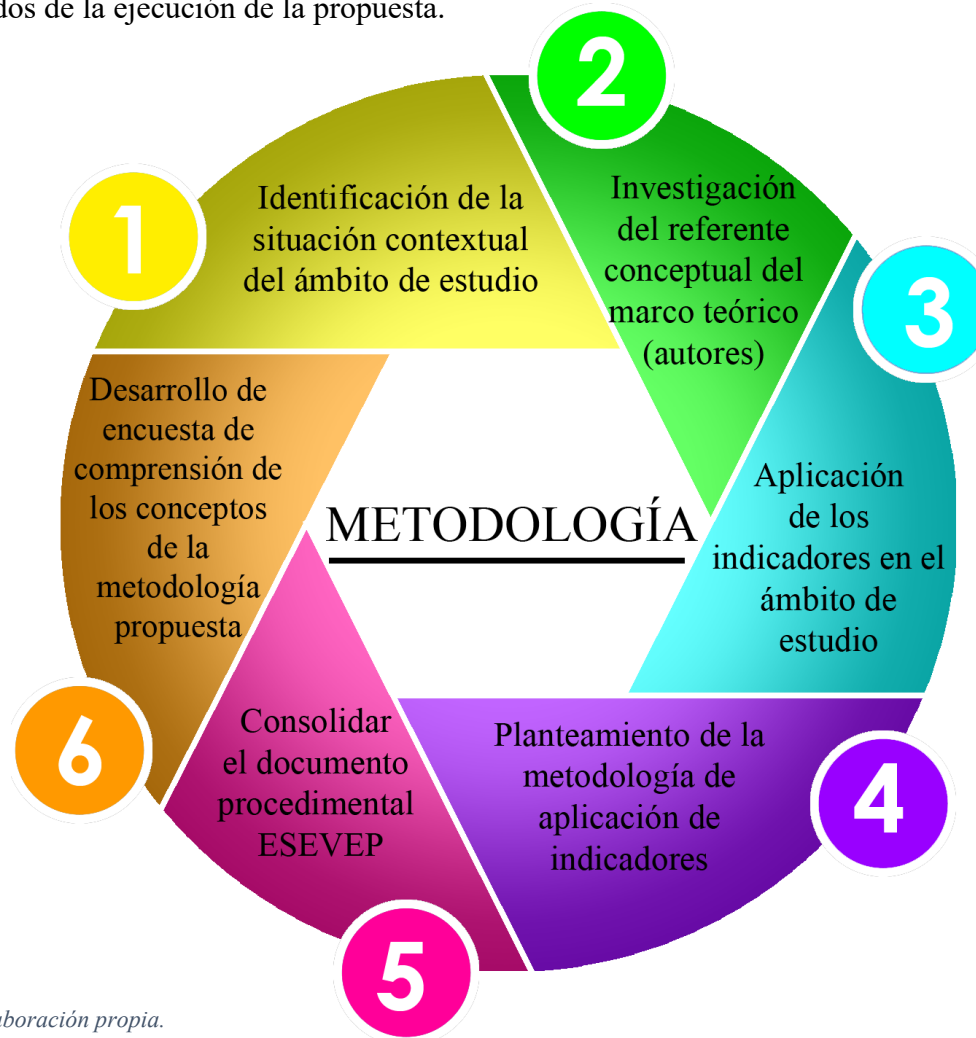 de la ejecución de la propuesta.
1
Identificación de la
situación contextual
del ámbito de estudio
2
Investigación
del referente
conceptual del
marco teórico
(autores)
3
Aplicación
de los
indicadores en el
ámbito de
estudio
4
Planteamiento de la
metodología de
aplicación de
indicadores
5
Consolidar
el documento
procedimental
ESEVEP
6
Desarrollo de
encuesta de
comprensión de
los conceptos
de la
metodología
propuesta
METODOLOGÍA
propia.